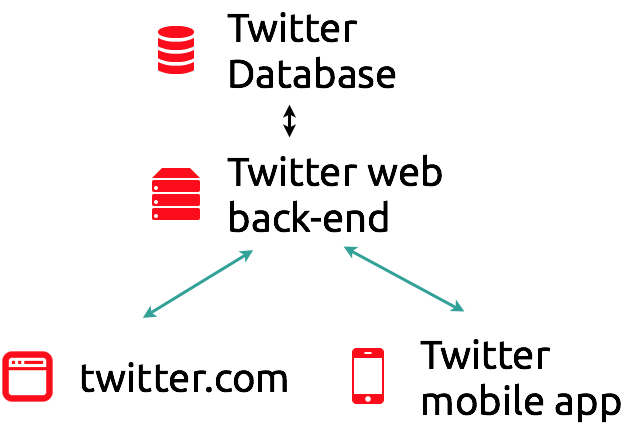 Twitter
Database
Twitter web
back-end
twitter.com
Twitter
mobile app